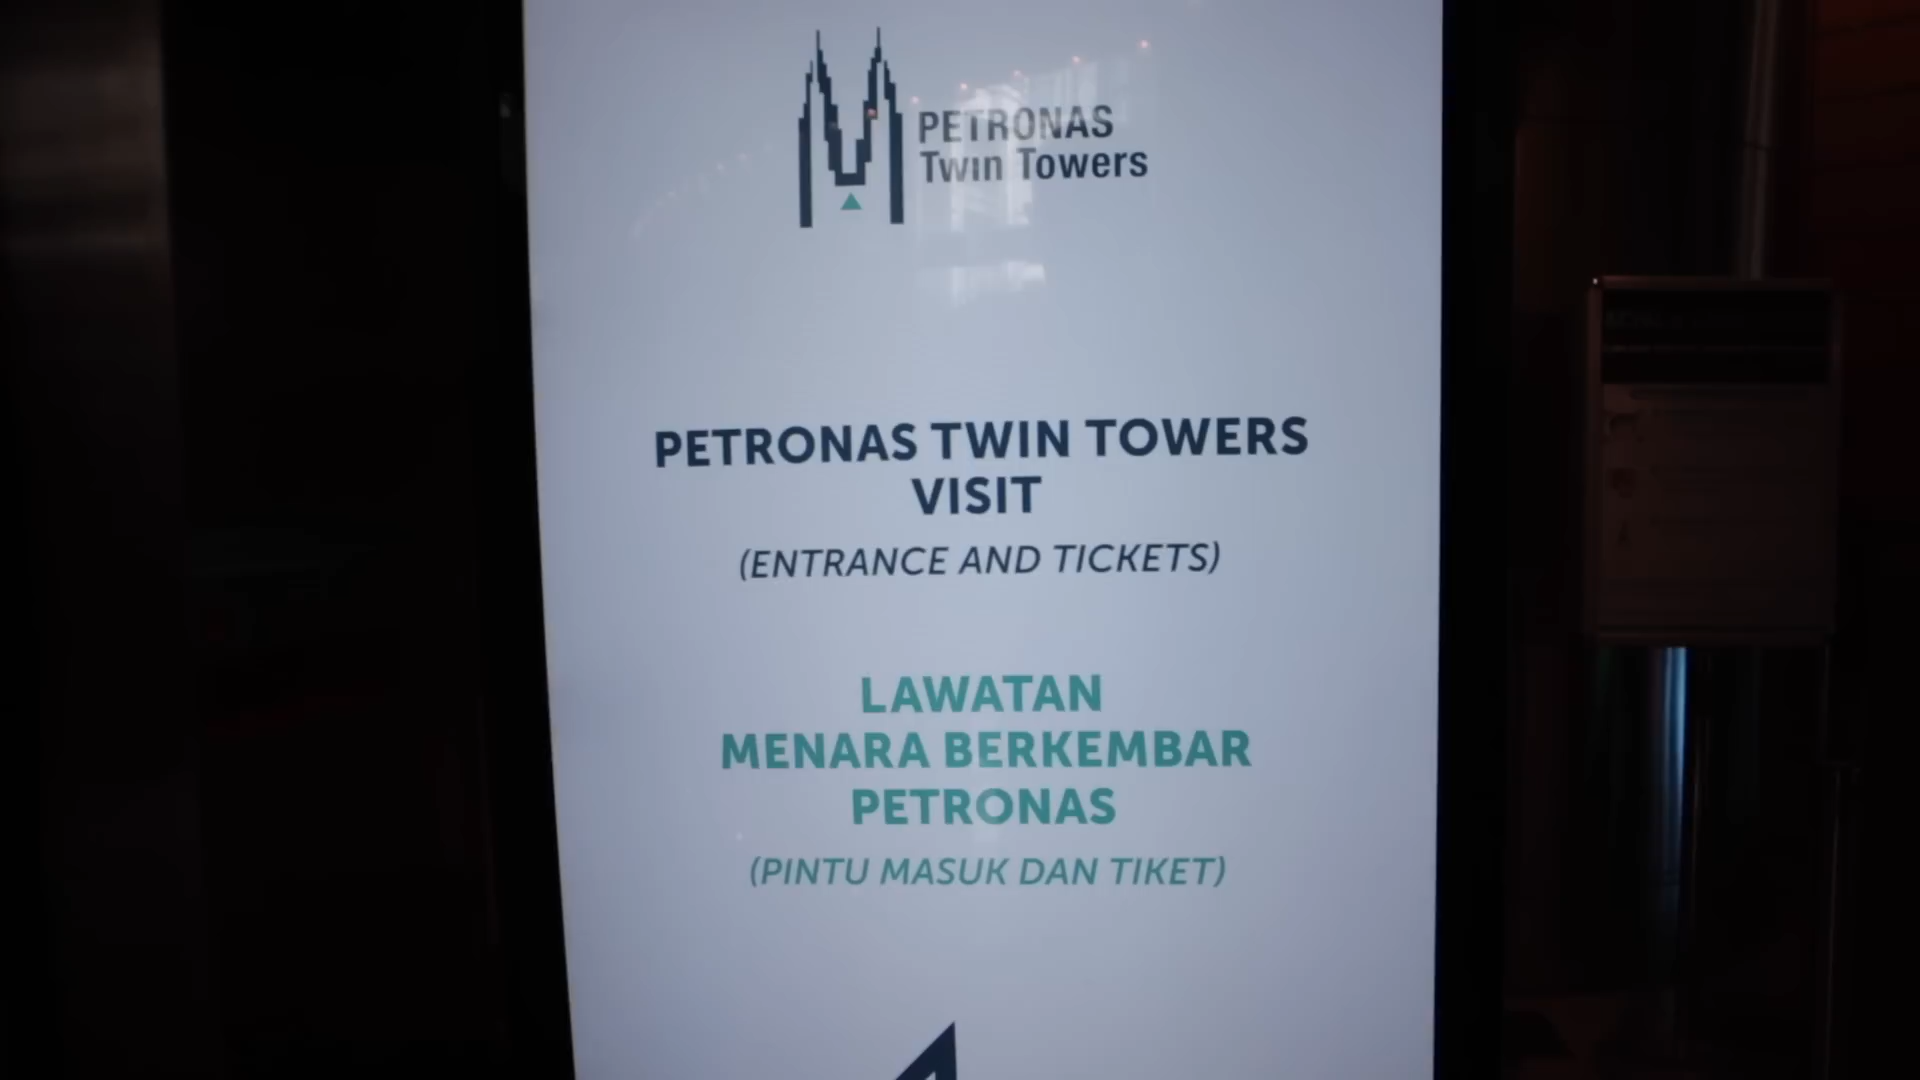 PETRONAS
Twin Towers
PETRONAS TWIN TOWERS
VISIT
(ENTRANCE AND TICKETS)
LAWATAN
MENARA BERKEMBAR
PETRONAS
(PINTU MASUK DAN TIKET)